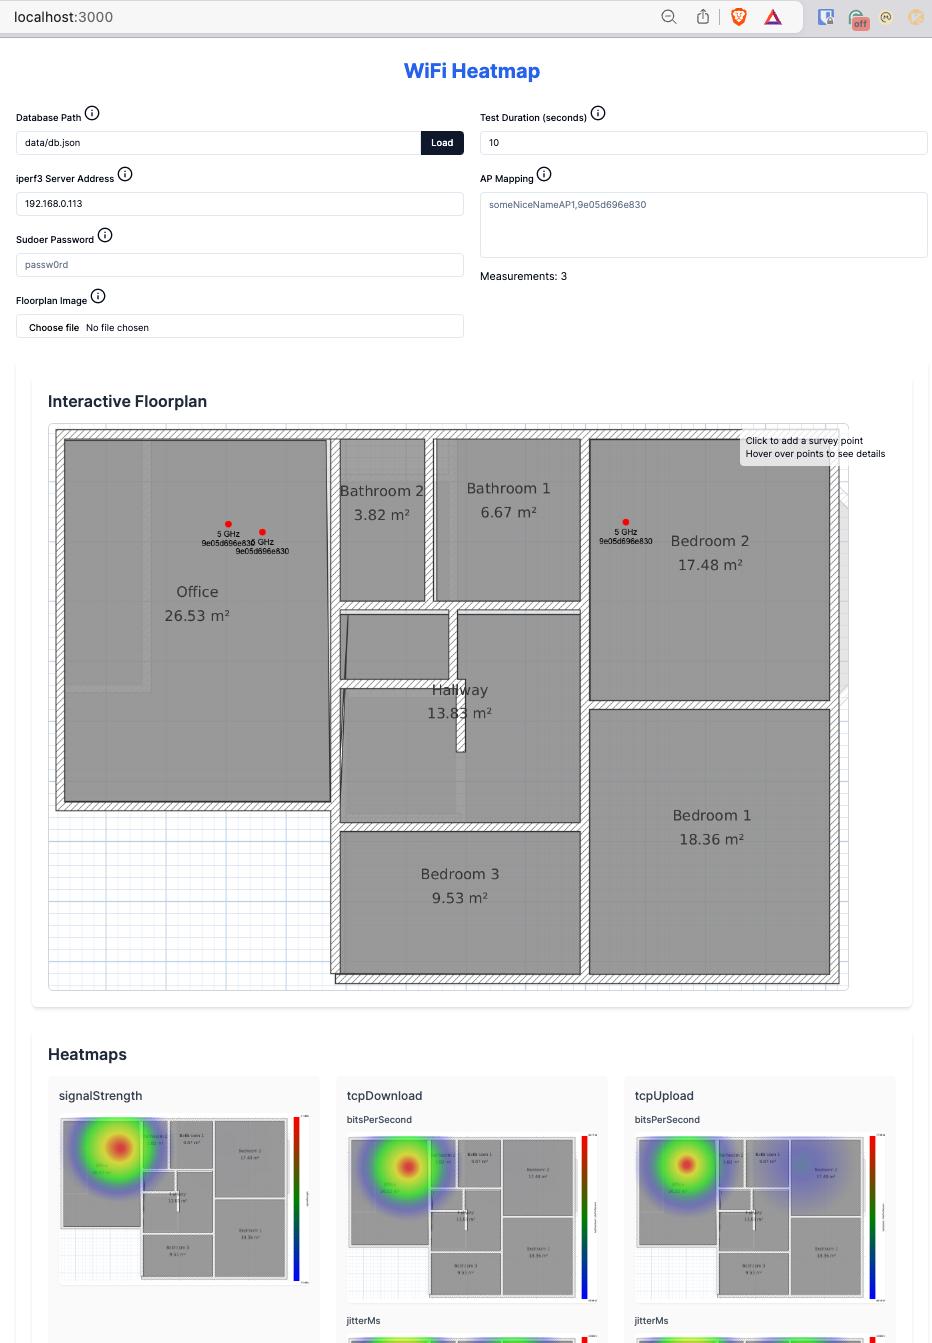 localhost:3000
off
WiFi Heatmap
Database Path
data/db.json
Load
Test Duration (seconds)
10
iperf3 Server Address
192.168.0.113
AP Mapping
someNiceNameAP1,9e05d696e830
Sudoer Password
passw0rd
Measurements: 3
Floorplan Image
Choose file No file chosen
Interactive Floorplan
Click to add a survey point
Hover over points to see details
Bathroom 2
3.82 m²
Bathroom 1
6.67 m²
5 GHz
9e05d696e830
5 GHz
9e05d696e830
5 GHz
9e05d696e830
Bedroom 2
17.48 m²
Office
26.53 m²
Hallway
13.83 m²
Bedroom 1
18.36 m²
Bedroom 3
9.53 m²
Heatmaps
signalStrength
tcpDownload
bitsPerSecond
tcpUpload
bitsPerSecond
jitterMs
jitterMs